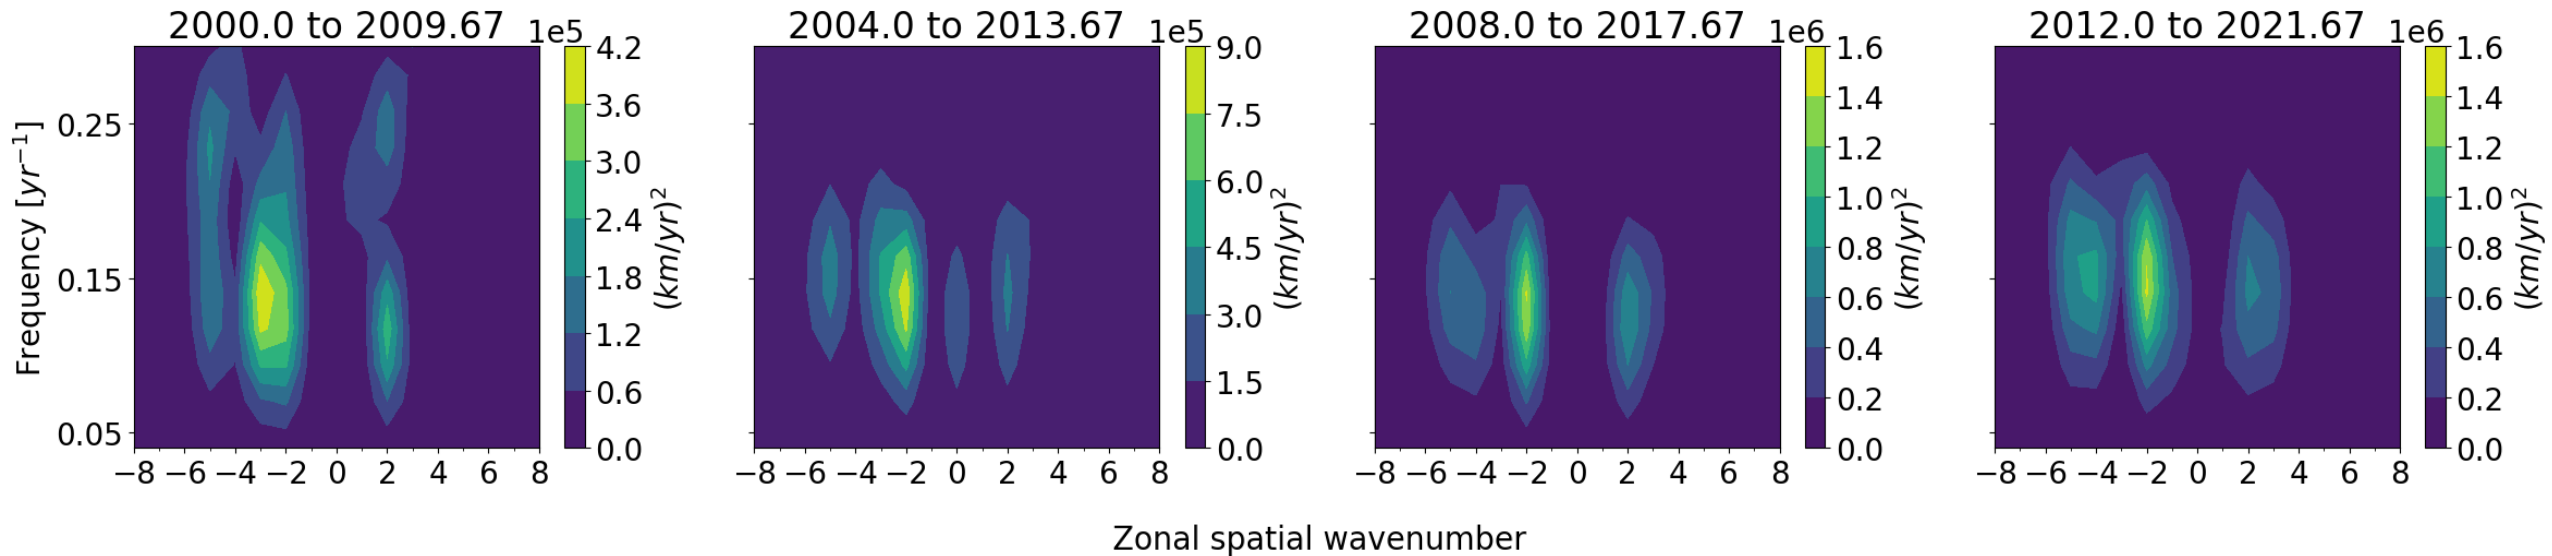 2000.0 to 2009.67
1e5
2004.0 to 2013.67
1e5
2008.0 to 2017.67
1e6
2012.0 to 2021.67
1e6
Frequency [yr⁻¹]
0.25
0.15
0.05
−8 −6 −4 −2 0 2 4 6 8
4.2
3.6
3.0
2.4
1.8
1.2
0.6
0.0
(km/yr)²
−8 −6 −4 −2 0 2 4 6 8
9.0
7.5
6.0
4.5
3.0
1.5
0.0
(km/yr)²
−8 −6 −4 −2 0 2 4 6 8
1.6
1.4
1.2
1.0
0.8
0.6
0.4
0.2
0.0
(km/yr)²
−8 −6 −4 −2 0 2 4 6 8
1.6
1.4
1.2
1.0
0.8
0.6
0.4
0.2
0.0
(km/yr)²
Zonal spatial wavenumber